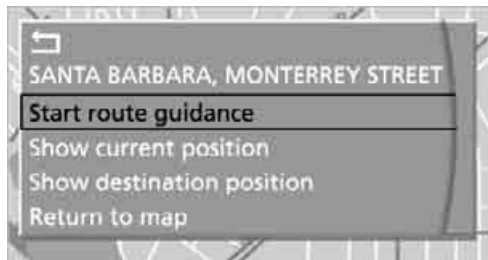 SANTA BARBARA, MONTERREY STREET
Start route guidance
Show current position
Show destination position
Return to map